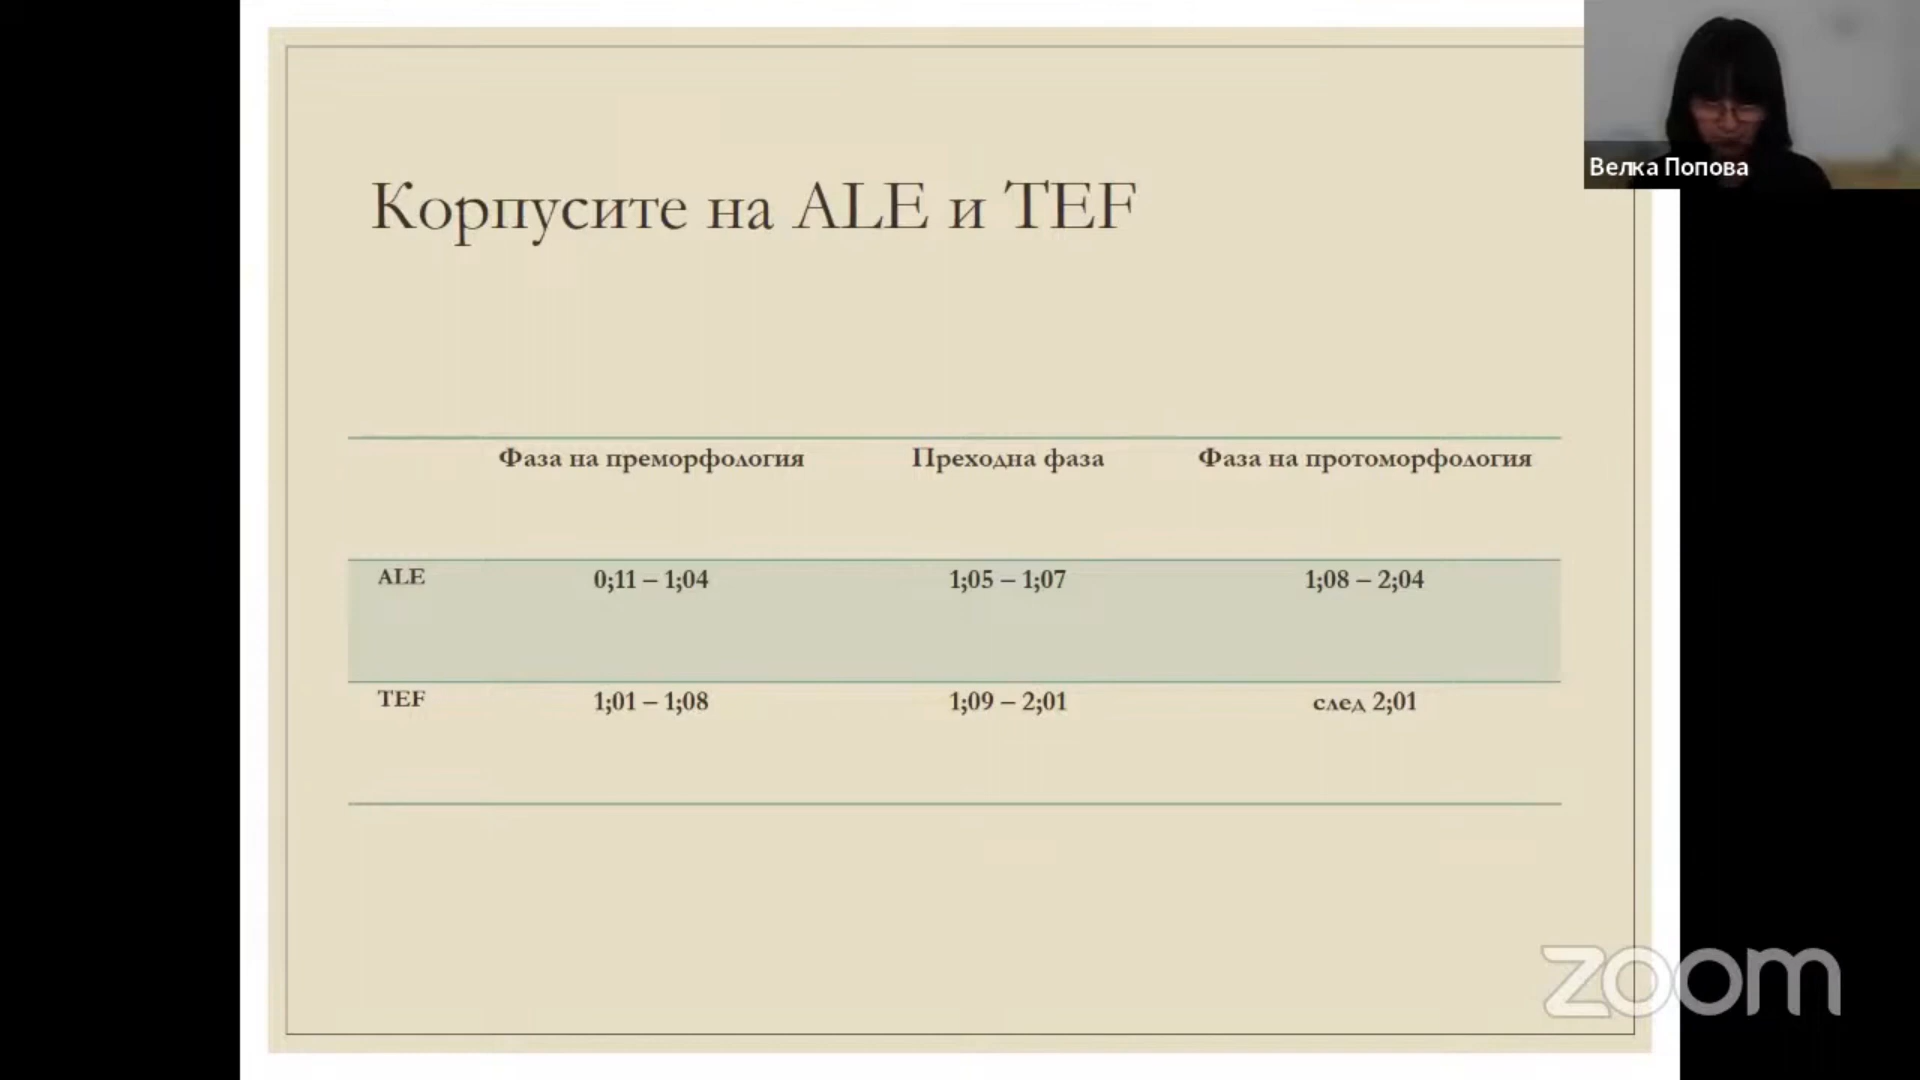 Велка Попова
Корпусите на ALE и TEF
Фаза на преморфология Преходна фаза Фаза на протоморфология
ALE 0;11 – 1;04 1;05 – 1;07 1;08 – 2;04
TEF 1;01 – 1;08 1;09 – 2;01 след 2;01
zoom